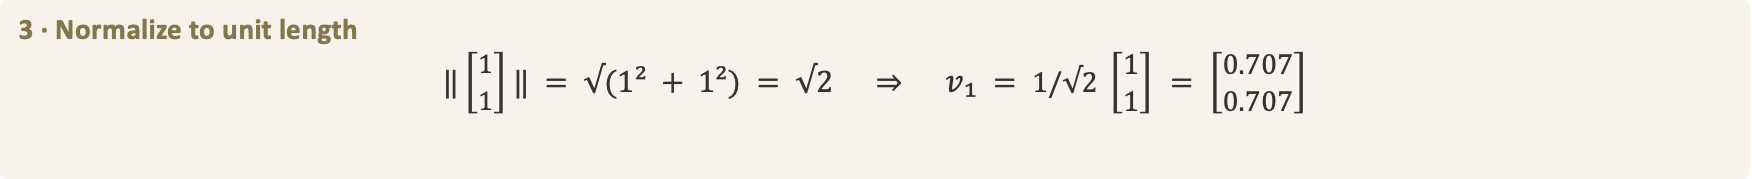 3 · Normalize to unit length
‖ [1 1] ‖ = √(1² + 1²) = √2 ⇒ v₁ = 1/√2 [1 1] = [0.707 0.707]